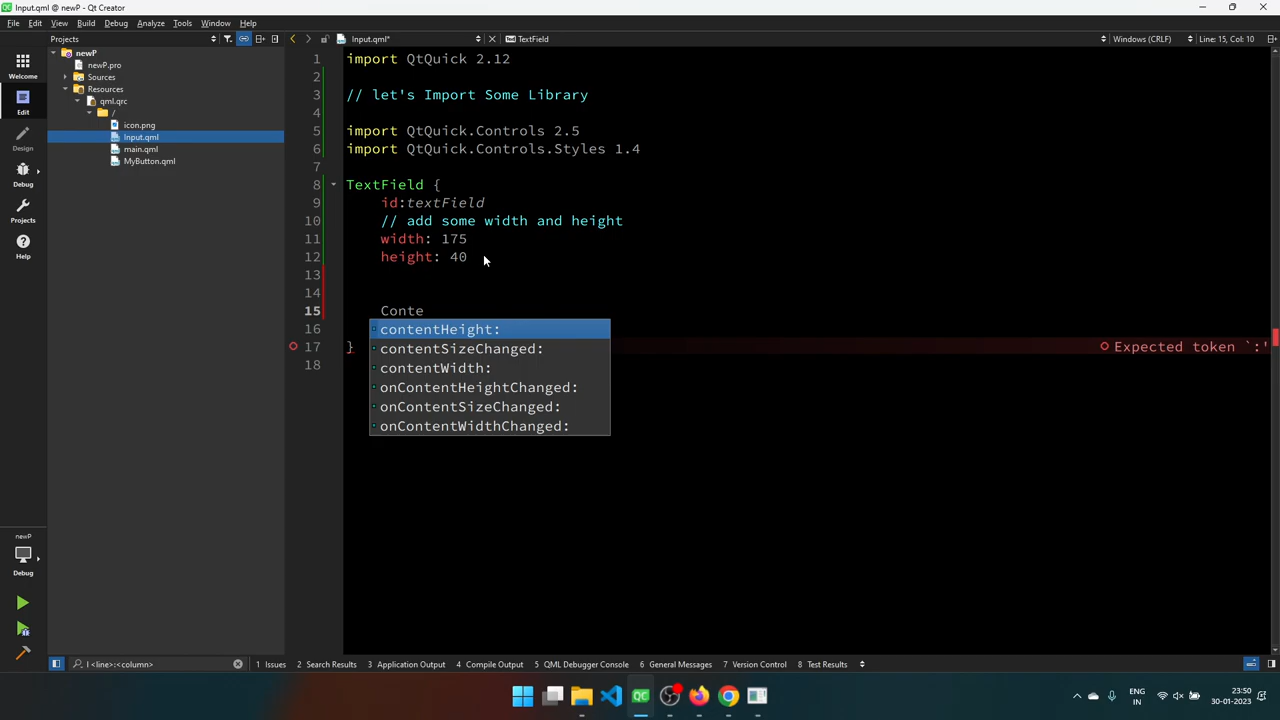 Input.qml @ newP - Qt Creator
File Edit View Build Debug Analyze Tools Window Help
Projects
Input.qml*
TextField
Windows (CRLF)
Line: 15, Col: 10
Welcome
Edit
Design
Debug
Projects
Help
newP
Debug
newP
newP.pro
Sources
Resources
qml.qrc
/
icon.png
Input.qml
main.qml
MyButton.qml
1 import QtQuick 2.12
2
3 // let's Import Some Library
4
5 import QtQuick.Controls 2.5
6 import QtQuick.Controls.Styles 1.4
7
8 TextField {
9 id:textField
10 // add some width and height
11 width: 175
12 height: 40
13
14
15 Conte
16
17 }
18
contentHeight:
contentSizeChanged:
contentWidth:
onContentHeightChanged:
onContentSizeChanged:
onContentWidthChanged:
Expected token `:'
l <line>:<column>
1 Issues 2 Search Results 3 Application Output 4 Compile Output 5 QML Debugger Console 6 General Messages 7 Version Control 8 Test Results
QC
ENG
IN
23:50
30-01-2023